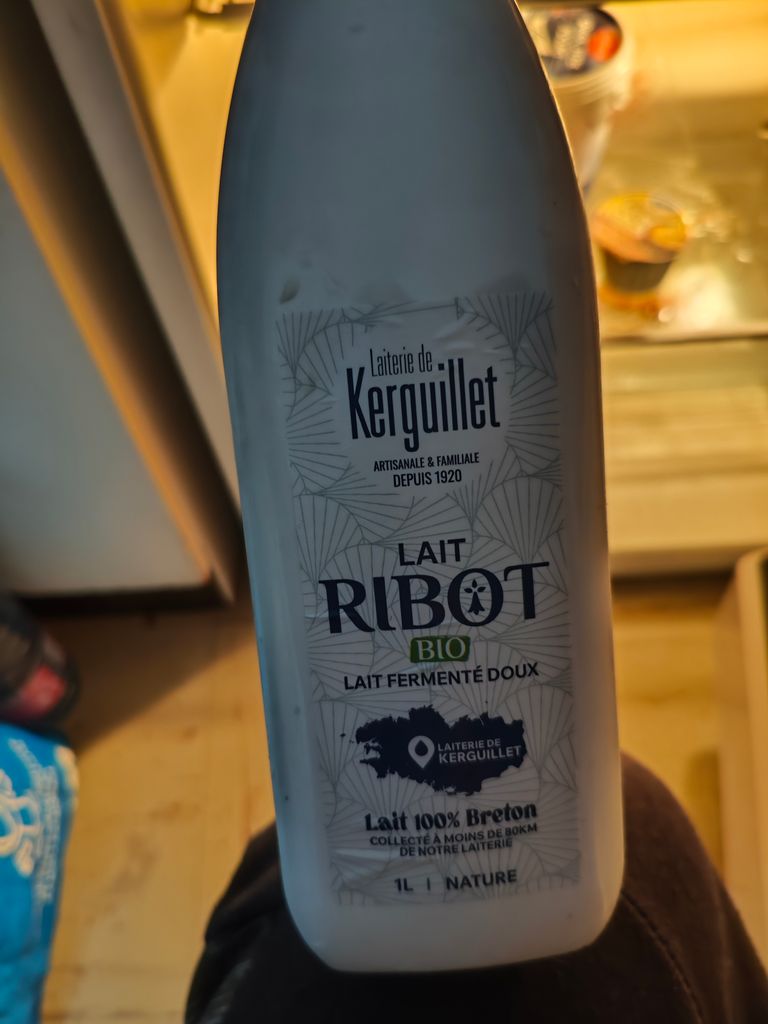 Laiterie de
Kerguillet
ARTISANALE & FAMILIALE
DEPUIS 1920
LAIT
RIBOT
BIO
LAIT FERMENTÉ DOUX
LAITERIE DE
KERGUILLET
Lait 100% Breton
COLLECTÉ À MOINS DE 80KM
DE NOTRE LAITERIE
1L | NATURE